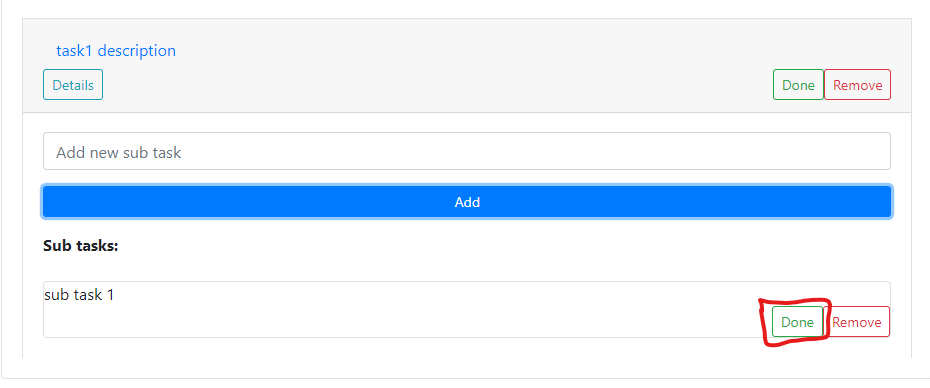 task1 description
Details Done Remove
Add new sub task
Add
Sub tasks:
sub task 1
Done Remove